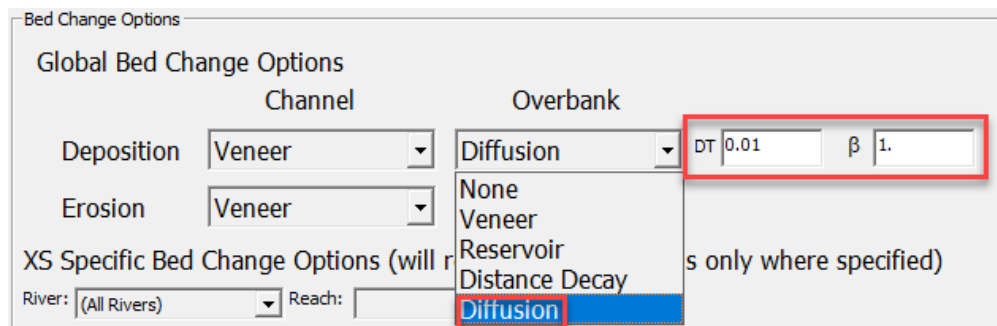 Bed Change Options
Global Bed Change Options
Channel Overbank
Deposition Veneer Diffusion DT 0.01 β 1.
None
Erosion Veneer Veneer
Reservoir
XS Specific Bed Change Options (will r s only where specified)
Distance Decay
River: (All Rivers) Reach: Diffusion